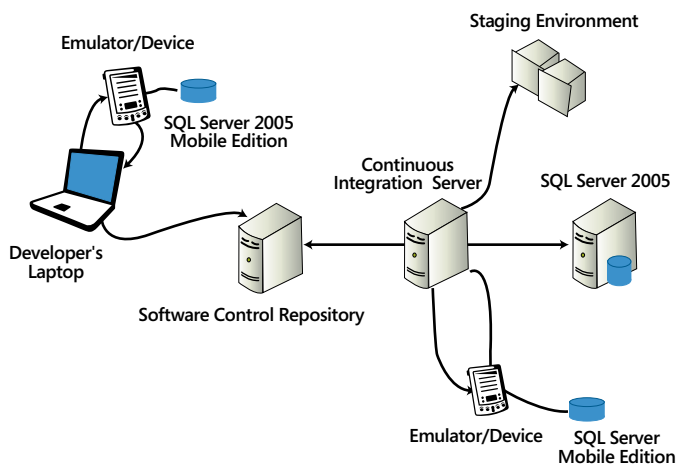 Staging Environment
Emulator/Device
SQL Server 2005
Mobile Edition
Continuous
Integration Server
SQL Server 2005
Developer's
Laptop
Software Control Repository
Emulator/Device
SQL Server
Mobile Edition